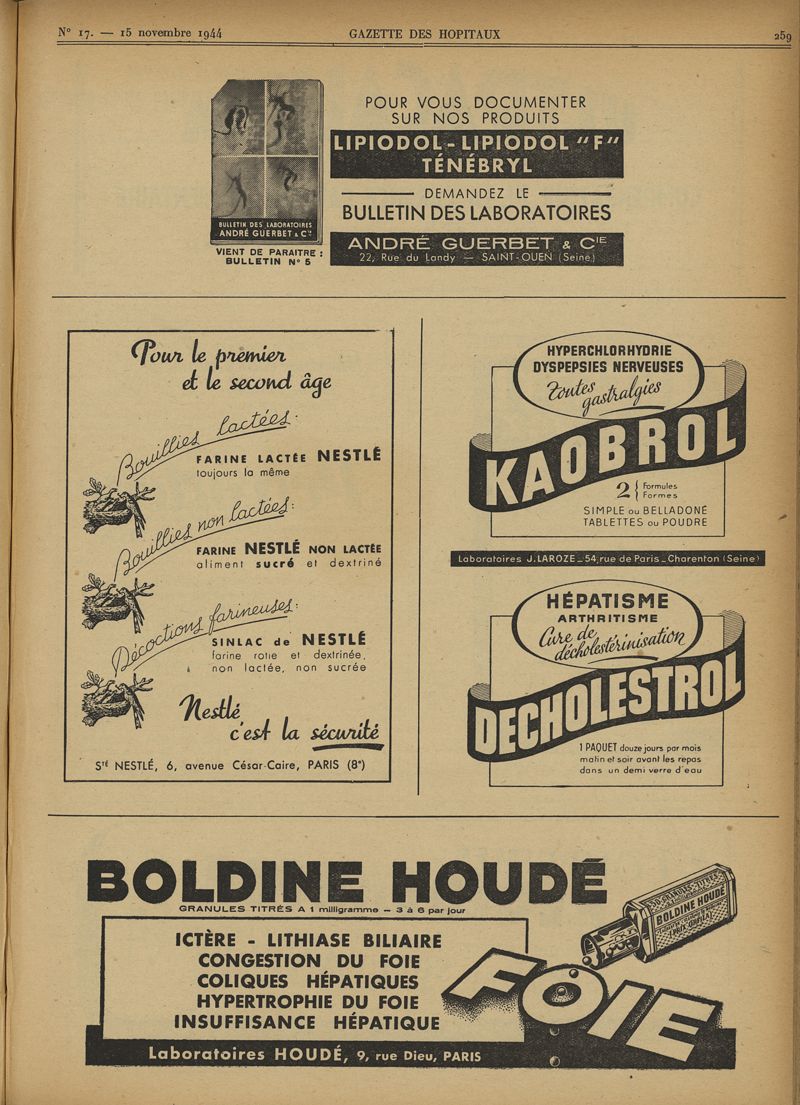 N° 17. — 15 novembre 1944 GAZETTE DES HOPITAUX 259
BULLETIN DES LABORATOIRES
ANDRÉ GUERBET & Cie
VIENT DE PARAITRE :
BULLETIN N° 5
POUR VOUS DOCUMENTER
SUR NOS PRODUITS
LIPIODOL - LIPIODOL "F"
TÉNÉBRYL
DEMANDEZ LE
BULLETIN DES LABORATOIRES
ANDRÉ GUERBET & CIE
22, Rue du Landy — SAINT-OUEN (Seine)
Pour le premier
et le second âge
Bouillies lactées:
FARINE LACTÉE NESTLÉ
toujours la même
Bouillies non lactées:
FARINE NESTLÉ NON LACTÉE
aliment sucré et dextriné
Décoctions farineuses:
SINLAC de NESTLÉ
farine rotie et dextrinée,
non lactée, non sucrée
Nestlé
c'est la sécurité
Sté NESTLÉ, 6, avenue César-Caire, PARIS (8e)
HYPERCHLORHYDRIE
DYSPEPSIES NERVEUSES
Toutes
gastralgies
KAOBROL
2 Formules
Formes
SIMPLE ou BELLADONÉ
TABLETTES ou POUDRE
Laboratoires J. LAROZE _ 54, rue de Paris _ Charenton (Seine)
HÉPATISME
ARTHRITISME
Cure de
décholestérinisation
DECHOLESTROL
1 PAQUET douze jours par mois
matin et soir avant les repas
dans un demi verre d'eau
BOLDINE HOUDÉ
GRANULES TITRÉS A 1 milligramme — 3 à 6 par jour
ICTÈRE - LITHIASE BILIAIRE
CONGESTION DU FOIE
COLIQUES HÉPATIQUES
HYPERTROPHIE DU FOIE
INSUFFISANCE HÉPATIQUE
BOLDINE HOUDÉ
FOIE
Laboratoires HOUDÉ, 9, rue Dieu, PARIS